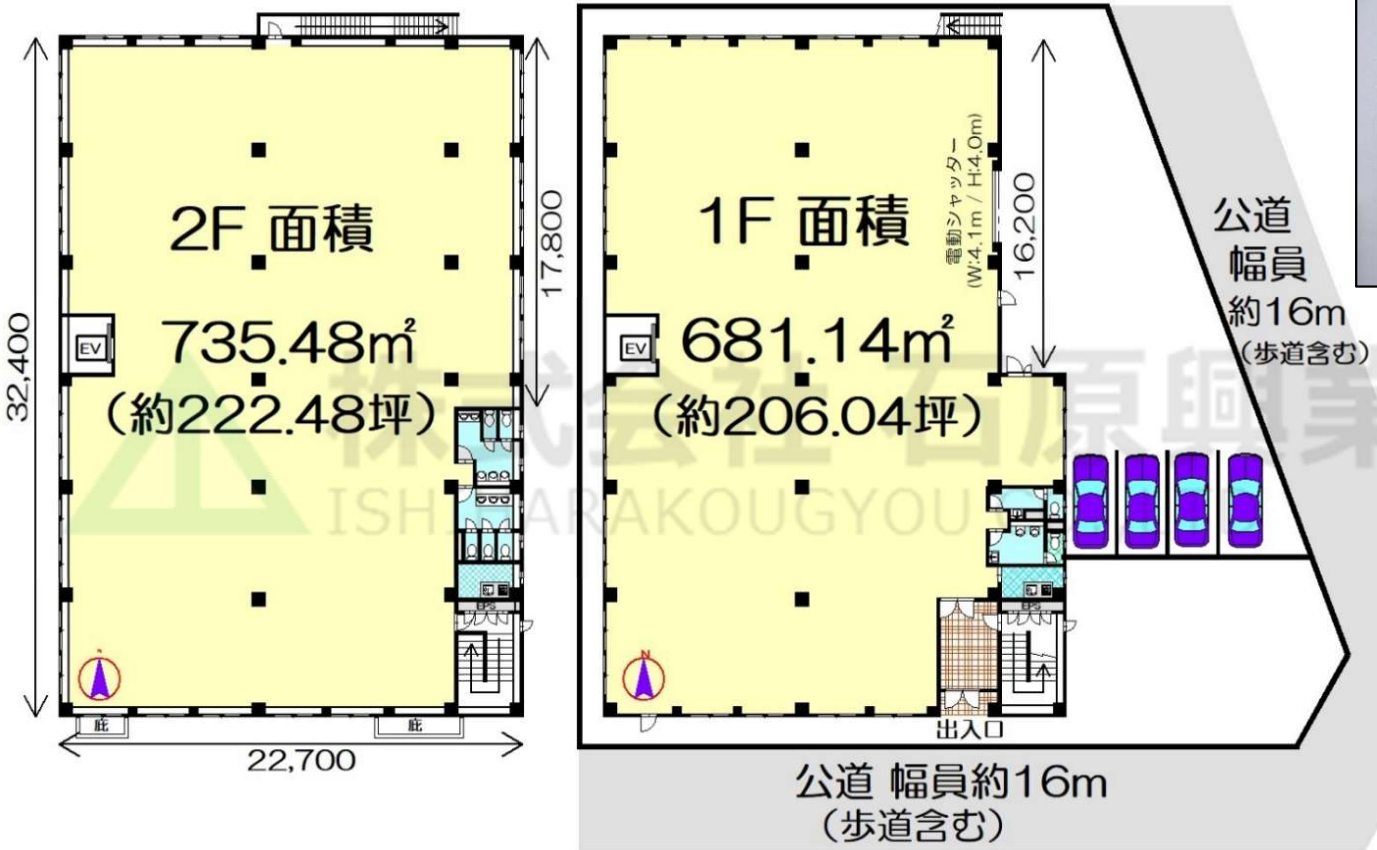 32,400
17,800
2F 面積
735.48㎡
(約222.48坪)
EV
EPS
N
庇
庇
22,700
電動シャッター
(W:4.1m / H:4.0m)
16,200
1F 面積
681.14㎡
(約206.04坪)
EV
EPS
N
出入口
公道
幅員
約16m
(歩道含む)
公道 幅員約16m
(歩道含む)
株式会社 石原興業
ISHIHARAKOUGYOU